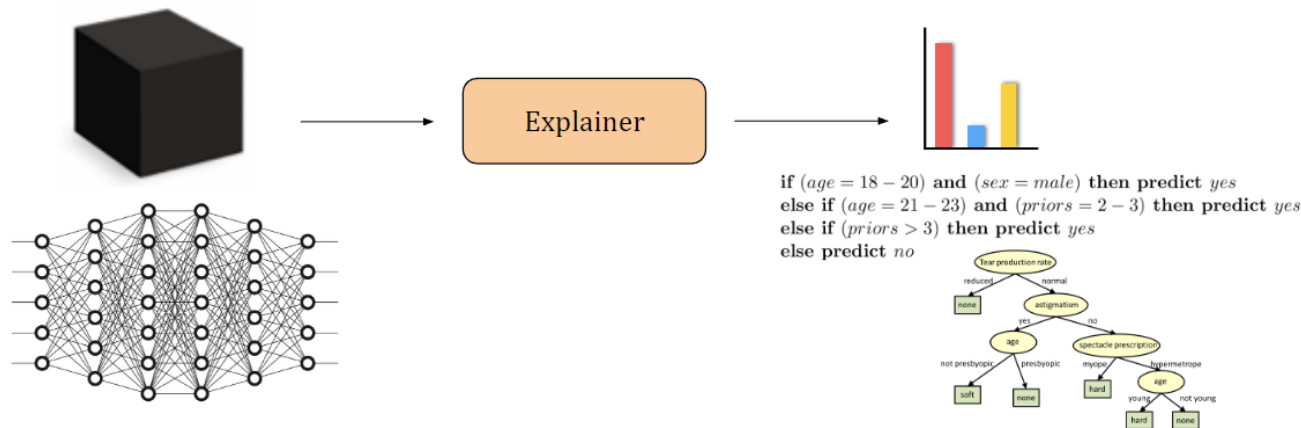 Explainer
if (age = 18 − 20) and (sex = male) then predict yes
else if (age = 21 − 23) and (priors = 2 − 3) then predict yes
else if (priors > 3) then predict yes
else predict no
Tear production rate
reduced normal
none astigmatism
yes no
age spectacle prescription
not presbyopic presbyopic myope hypermetrope
soft none hard age
young not young
hard none